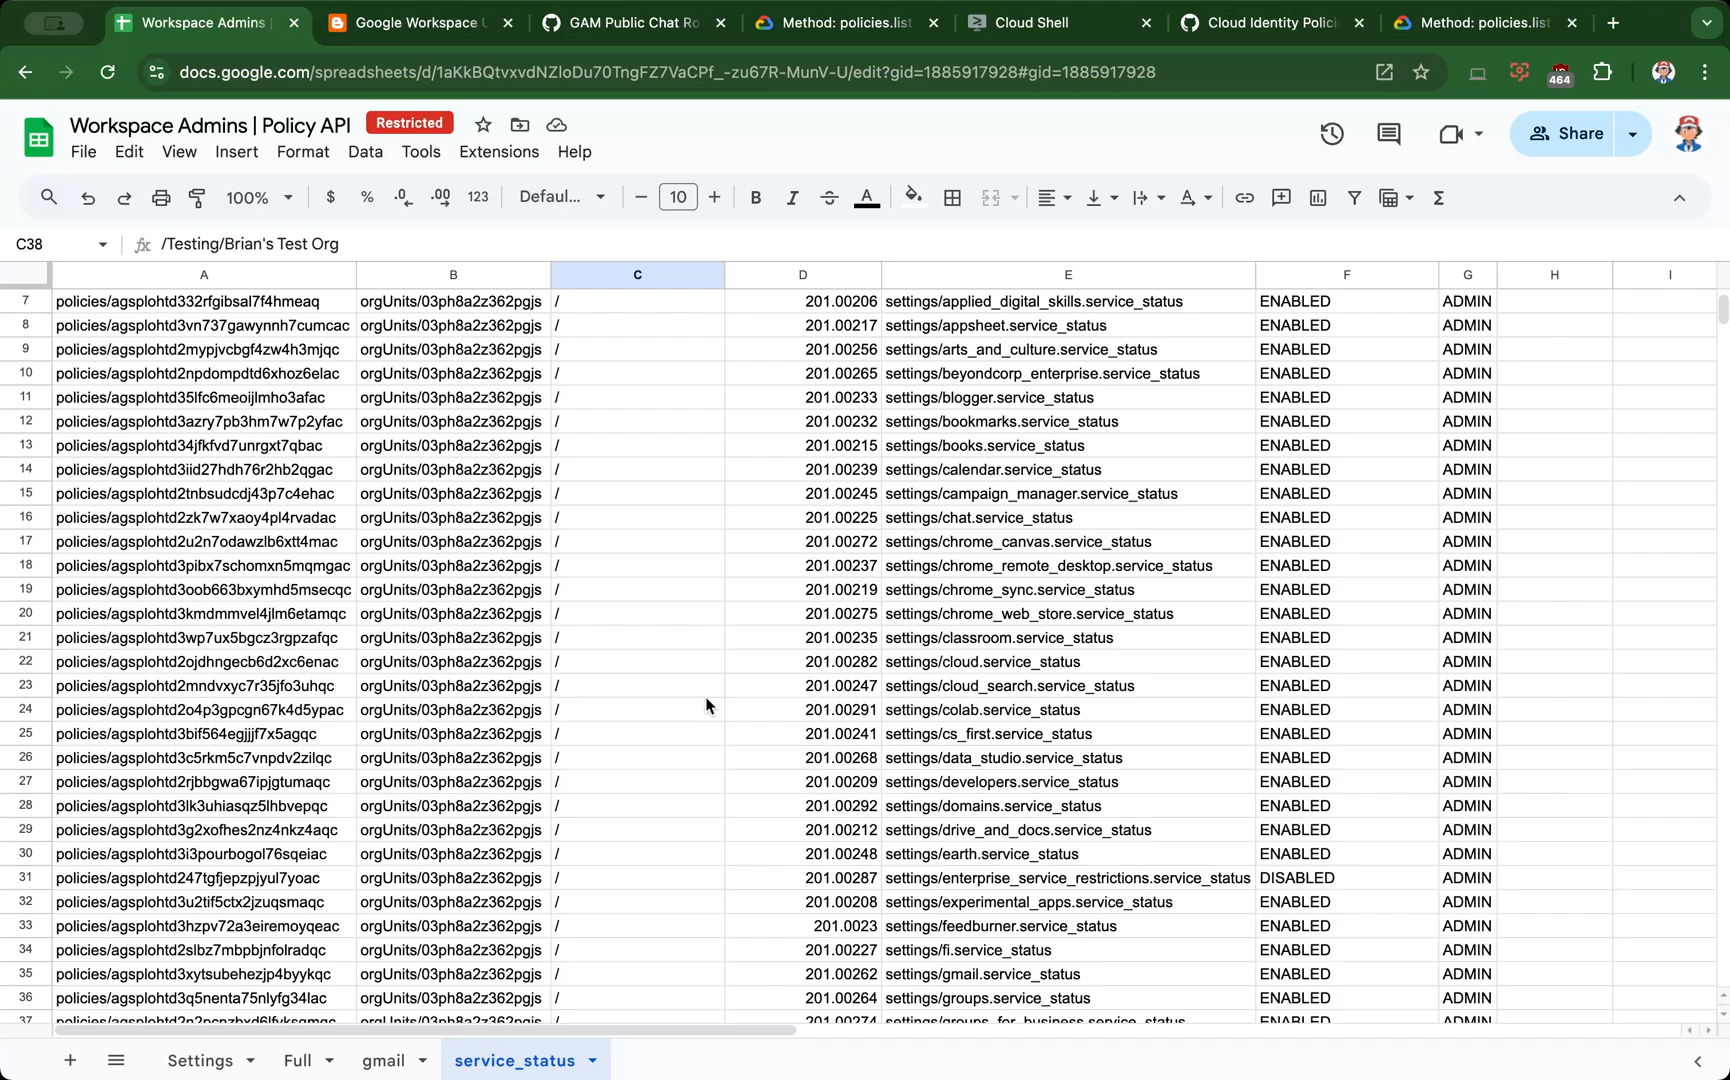 Workspace Admins |
Google Workspace U
GAM Public Chat Ro
Method: policies.list
Cloud Shell
Cloud Identity Polici
Method: policies.list
docs.google.com/spreadsheets/d/1aKkBQtvxvdNZloDu70TngFZ7VaCPf_-zu67R-MunV-U/edit?gid=1885917928#gid=1885917928
464
Workspace Admins | Policy API
Restricted
File Edit View Insert Format Data Tools Extensions Help
Share
100% $ % .0 .00 123 Defaul... 10 B I A
C38 fx /Testing/Brian's Test Org
A B C D E F G H I
7 policies/agsplohtd332rfgibsal7f4hmeaq orgUnits/03ph8a2z362pgjs / 201.00206 settings/applied_digital_skills.service_status ENABLED ADMIN
8 policies/agsplohtd3vn737gawynnh7cumcac orgUnits/03ph8a2z362pgjs / 201.00217 settings/appsheet.service_status ENABLED ADMIN
9 policies/agsplohtd2mypjvcbgf4zw4h3mjqc orgUnits/03ph8a2z362pgjs / 201.00256 settings/arts_and_culture.service_status ENABLED ADMIN
10 policies/agsplohtd2npdompdtd6xhoz6elac orgUnits/03ph8a2z362pgjs / 201.00265 settings/beyondcorp_enterprise.service_status ENABLED ADMIN
11 policies/agsplohtd35lfc6meoijlmho3afac orgUnits/03ph8a2z362pgjs / 201.00233 settings/blogger.service_status ENABLED ADMIN
12 policies/agsplohtd3azry7pb3hm7w7p2yfac orgUnits/03ph8a2z362pgjs / 201.00232 settings/bookmarks.service_status ENABLED ADMIN
13 policies/agsplohtd34jfkfvd7unrgxt7qbac orgUnits/03ph8a2z362pgjs / 201.00215 settings/books.service_status ENABLED ADMIN
14 policies/agsplohtd3iid27hdh76r2hb2qgac orgUnits/03ph8a2z362pgjs / 201.00239 settings/calendar.service_status ENABLED ADMIN
15 policies/agsplohtd2tnbsudcdj43p7c4ehac orgUnits/03ph8a2z362pgjs / 201.00245 settings/campaign_manager.service_status ENABLED ADMIN
16 policies/agsplohtd2zk7w7xaoy4pl4rvadac orgUnits/03ph8a2z362pgjs / 201.00225 settings/chat.service_status ENABLED ADMIN
17 policies/agsplohtd2u2n7odawzlb6xtt4mac orgUnits/03ph8a2z362pgjs / 201.00272 settings/chrome_canvas.service_status ENABLED ADMIN
18 policies/agsplohtd3pibx7schomxn5mqmgac orgUnits/03ph8a2z362pgjs / 201.00237 settings/chrome_remote_desktop.service_status ENABLED ADMIN
19 policies/agsplohtd3oob663bxymhd5msecqc orgUnits/03ph8a2z362pgjs / 201.00219 settings/chrome_sync.service_status ENABLED ADMIN
20 policies/agsplohtd3kmdmmvel4jlm6etamqc orgUnits/03ph8a2z362pgjs / 201.00275 settings/chrome_web_store.service_status ENABLED ADMIN
21 policies/agsplohtd3wp7ux5bgcz3rgpzafqc orgUnits/03ph8a2z362pgjs / 201.00235 settings/classroom.service_status ENABLED ADMIN
22 policies/agsplohtd2ojdhngecb6d2xc6enac orgUnits/03ph8a2z362pgjs / 201.00282 settings/cloud.service_status ENABLED ADMIN
23 policies/agsplohtd2mndvxyc7r35jfo3uhqc orgUnits/03ph8a2z362pgjs / 201.00247 settings/cloud_search.service_status ENABLED ADMIN
24 policies/agsplohtd2o4p3gpcgn67k4d5ypac orgUnits/03ph8a2z362pgjs / 201.00291 settings/colab.service_status ENABLED ADMIN
25 policies/agsplohtd3bif564egjjjf7x5agqc orgUnits/03ph8a2z362pgjs / 201.00241 settings/cs_first.service_status ENABLED ADMIN
26 policies/agsplohtd3c5rkm5c7vnpdv2zilqc orgUnits/03ph8a2z362pgjs / 201.00268 settings/data_studio.service_status ENABLED ADMIN
27 policies/agsplohtd2rjbbgwa67ipjgtumaqc orgUnits/03ph8a2z362pgjs / 201.00209 settings/developers.service_status ENABLED ADMIN
28 policies/agsplohtd3lk3uhiasqz5lhbvepqc orgUnits/03ph8a2z362pgjs / 201.00292 settings/domains.service_status ENABLED ADMIN
29 policies/agsplohtd3g2xofhes2nz4nkz4aqc orgUnits/03ph8a2z362pgjs / 201.00212 settings/drive_and_docs.service_status ENABLED ADMIN
30 policies/agsplohtd3i3pourbogol76sqeiac orgUnits/03ph8a2z362pgjs / 201.00248 settings/earth.service_status ENABLED ADMIN
31 policies/agsplohtd247tgfjepzpjyul7yoac orgUnits/03ph8a2z362pgjs / 201.00287 settings/enterprise_service_restrictions.service_status DISABLED ADMIN
32 policies/agsplohtd3u2tif5ctx2jzuqsmaqc orgUnits/03ph8a2z362pgjs / 201.00208 settings/experimental_apps.service_status ENABLED ADMIN
33 policies/agsplohtd3hzpv72a3eiremoyqeac orgUnits/03ph8a2z362pgjs / 201.0023 settings/feedburner.service_status ENABLED ADMIN
34 policies/agsplohtd2slbz7mbpbjnfolradqc orgUnits/03ph8a2z362pgjs / 201.00227 settings/fi.service_status ENABLED ADMIN
35 policies/agsplohtd3xytsubehezjp4byykqc orgUnits/03ph8a2z362pgjs / 201.00262 settings/gmail.service_status ENABLED ADMIN
36 policies/agsplohtd3q5nenta75nlyfg34lac orgUnits/03ph8a2z362pgjs / 201.00264 settings/groups.service_status ENABLED ADMIN
37 orgUnits/03ph8a2z362pgjs / 201.00274 settings/groups_for_business.service_status ENABLED ADMIN
Settings Full gmail service_status